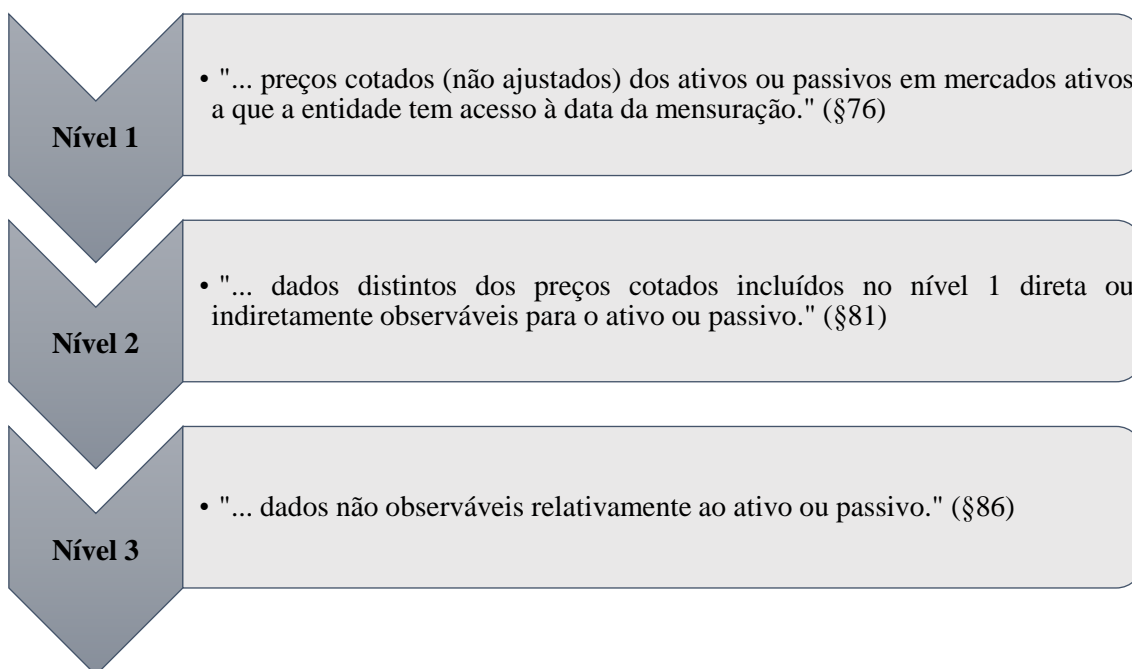 • "... preços cotados (não ajustados) dos ativos ou passivos em mercados ativos
a que a entidade tem acesso à data da mensuração." (§76)
Nível 1
• "... dados distintos dos preços cotados incluídos no nível 1 direta ou
indiretamente observáveis para o ativo ou passivo." (§81)
Nível 2
• "... dados não observáveis relativamente ao ativo ou passivo." (§86)
Nível 3